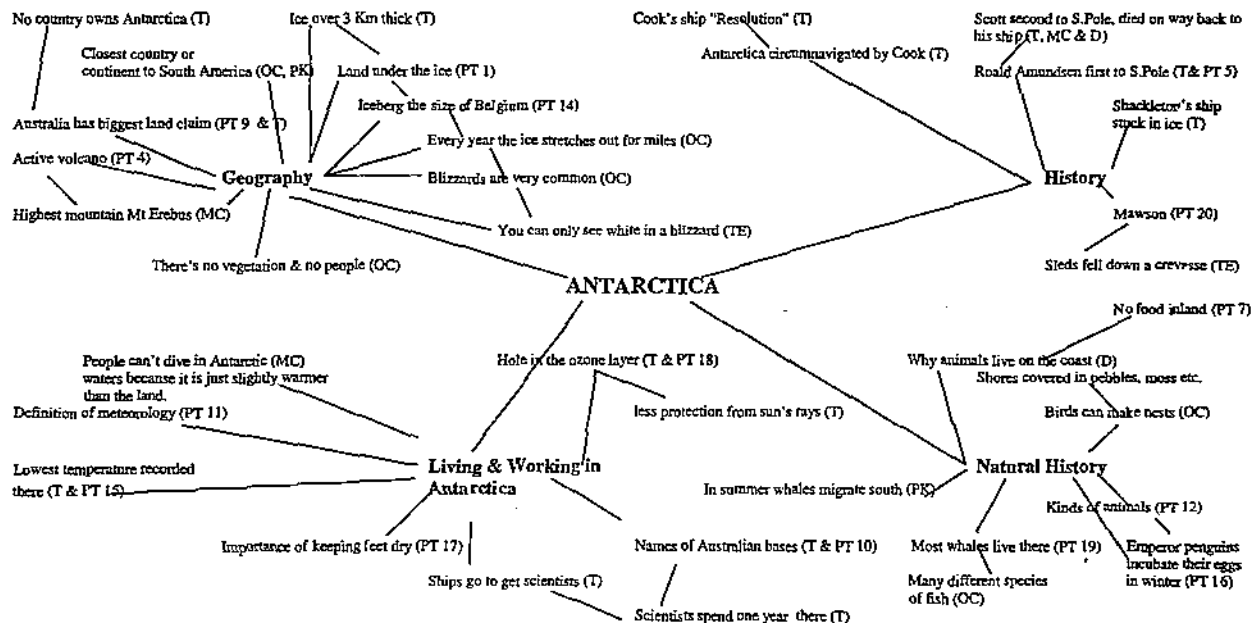 No country owns Antarctica (T)
Ice over 3 Km thick (T)
Closest country or
continent to South America (OC, PK)
Land under the ice (PT 1)
Iceberg the size of Belgium (PT 14)
Australia has biggest land claim (PT 9 & T)
Every year the ice stretches out for miles (OC)
Active volcano (PT 4)
Geography
Blizzards are very common (OC)
Highest mountain Mt Erebus (MC)
You can only see white in a blizzard (TE)
There's no vegetation & no people (OC)
Cook's ship "Resolution" (T)
Antarctica circumnavigated by Cook (T)
Scott second to S.Pole, died on way back to
his ship (T, MC & D)
Roald Amundsen first to S.Pole (T& PT 5)
Shackleton's ship
stuck in ice (T)
History
Mawson (PT 20)
Sleds fell down a crevesse (TE)
ANTARCTICA
People can't dive in Antarctic (MC)
waters because it is just slightly warmer
than the land.
Definition of meteorology (PT 11)
Hole in the ozone layer (T & PT 18)
less protection from sun's rays (T)
Lowest temperature recorded
there (T & PT 15)
Living & Working in
Antarctica
Importance of keeping feet dry (PT 17)
Names of Australian bases (T & PT 10)
Ships go to get scientists (T)
Scientists spend one year there (T)
No food inland (PT 7)
Why animals live on the coast (D)
Shores covered in pebbles, moss etc.
Birds can make nests (OC)
Natural History
In summer whales migrate south (PK)
Kinds of animals (PT 12)
Most whales live there (PT 19)
Emperor penguins
incubate their eggs
in winter (PT 16)
Many different species
of fish (OC)